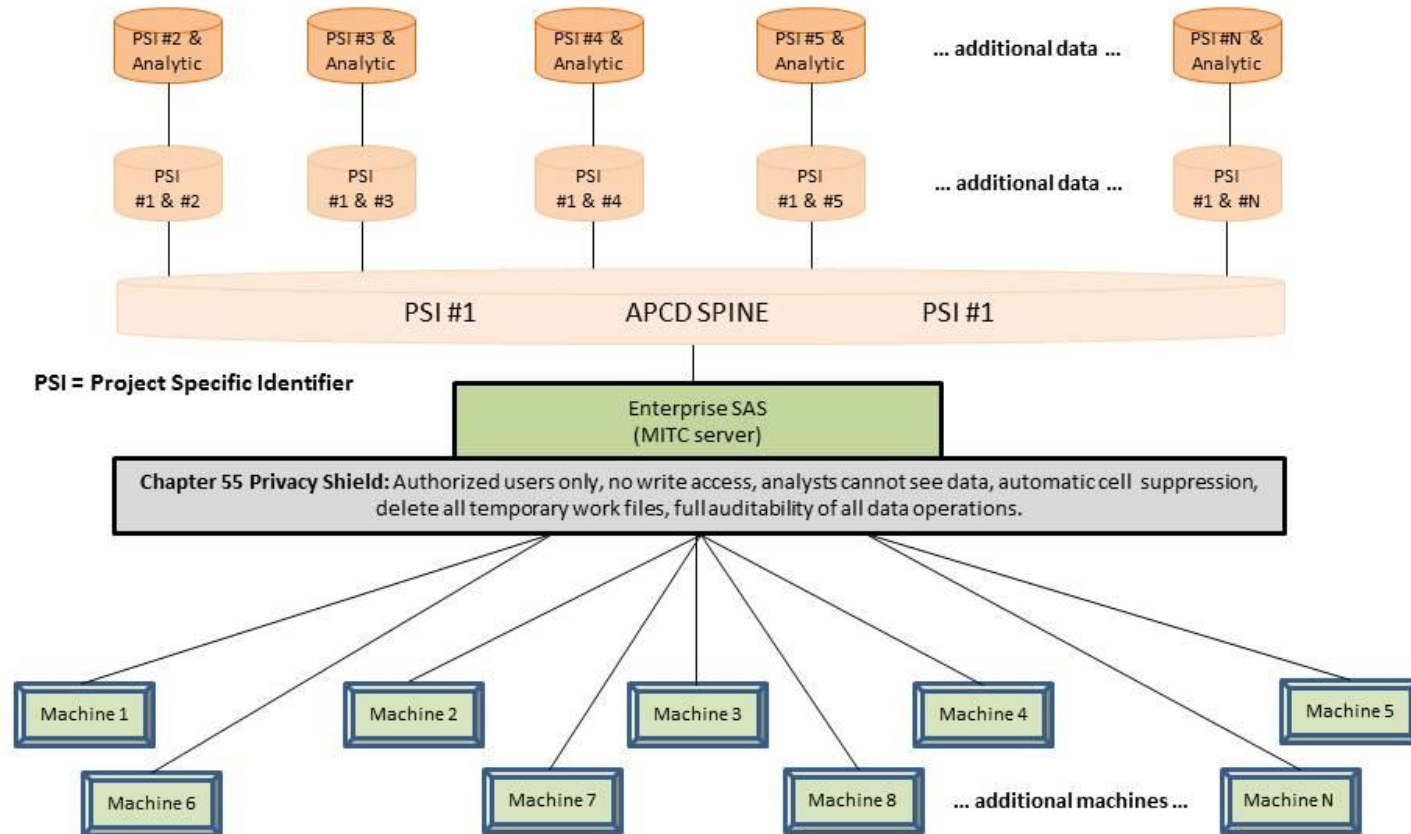 PSI #2 &
Analytic
PSI #3 &
Analytic
PSI #4 &
Analytic
PSI #5 &
Analytic
... additional data ...
PSI #N &
Analytic
PSI
#1 & #2
PSI
#1 & #3
PSI
#1 & #4
PSI
#1 & #5
... additional data ...
PSI
#1 & #N
PSI #1
APCD SPINE
PSI #1
PSI = Project Specific Identifier
Enterprise SAS
(MITC server)
Chapter 55 Privacy Shield: Authorized users only, no write access, analysts cannot see data, automatic cell suppression,
delete all temporary work files, full auditability of all data operations.
Machine 1
Machine 2
Machine 3
Machine 4
Machine 5
Machine 6
Machine 7
Machine 8
... additional machines ...
Machine N